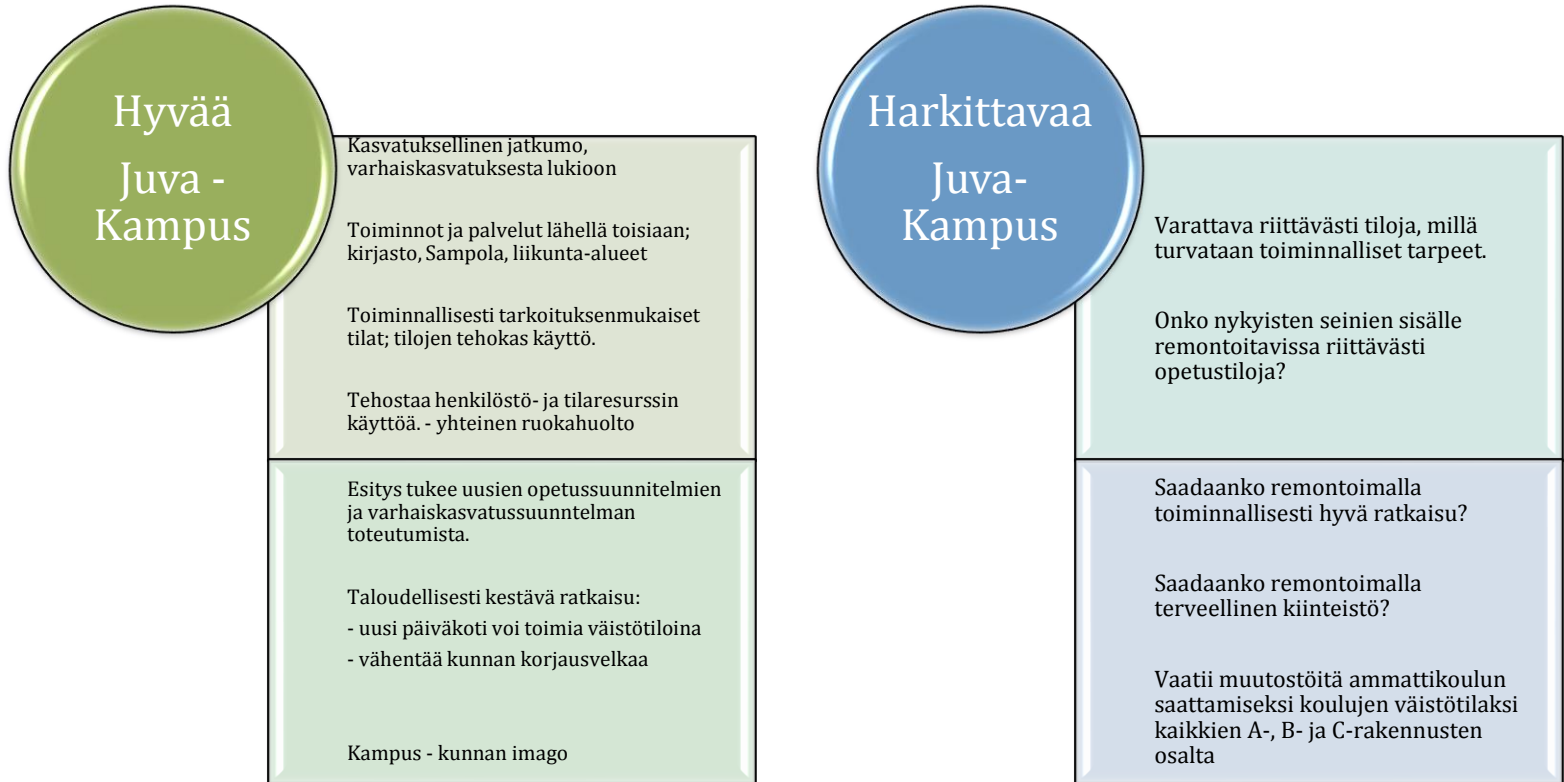 Hyvää
Juva -
Kampus
Kasvatuksellinen jatkumo,
varhaiskasvatuksesta lukioon
Toiminnot ja palvelut lähellä toisiaan;
kirjasto, Sampola, liikunta-alueet
Toiminnallisesti tarkoituksenmukaiset
tilat; tilojen tehokas käyttö.
Tehostaa henkilöstö- ja tilaresurssin
käyttöä. - yhteinen ruokahuolto
Esitys tukee uusien opetussuunnitelmien
ja varhaiskasvatussuunntelman
toteutumista.
Taloudellisesti kestävä ratkaisu:
- uusi päiväkoti voi toimia väistötiloina
- vähentää kunnan korjausvelkaa
Kampus - kunnan imago
Harkittavaa
Juva-
Kampus
Varattava riittävästi tiloja, millä
turvataan toiminnalliset tarpeet.
Onko nykyisten seinien sisälle
remontoitavissa riittävästi
opetustiloja?
Saadaanko remontoimalla
toiminnallisesti hyvä ratkaisu?
Saadaanko remontoimalla
terveellinen kiinteistö?
Vaatii muutostöitä ammattikoulun
saattamiseksi koulujen väistötilaksi
kaikkien A-, B- ja C-rakennusten
osalta